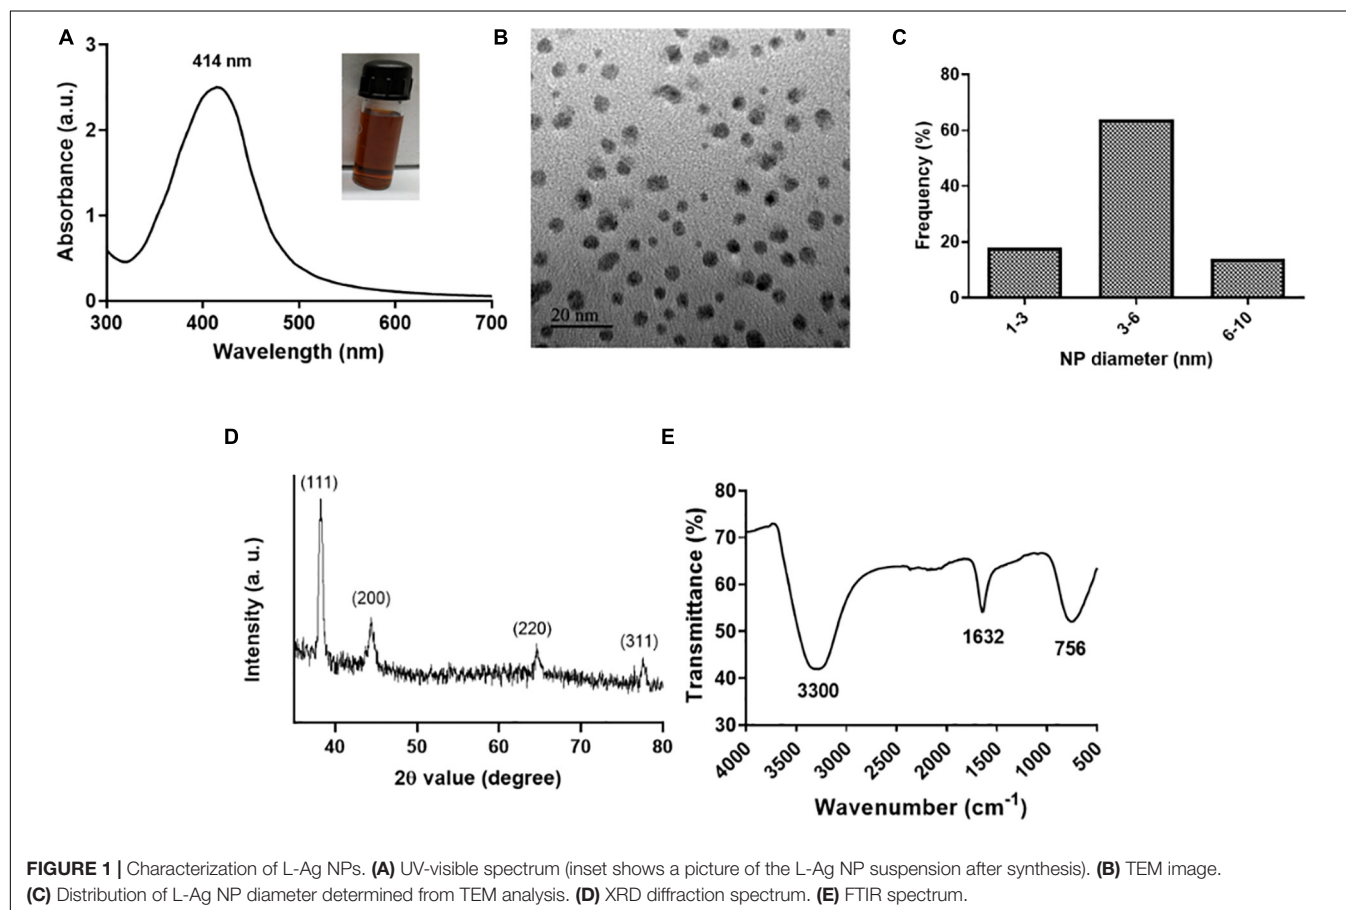 A
3
2
1
0
Absorbance (a.u.)
414 nm
300 400 500 600 700
Wavelength (nm)
B
20 nm
C
80
60
40
20
0
Frequency (%)
1-3 3-6 6-10
NP diameter (nm)
D
Intensity (a. u.)
(111)
(200)
(220)
(311)
40 50 60 70 80
2θ value (degree)
E
80
70
60
50
40
30
Transmittance (%)
3300
1632
756
4000 3500 3000 2500 2000 1500 1000 500
Wavenumber (cm⁻¹)
FIGURE 1 | Characterization of L-Ag NPs. (A) UV-visible spectrum (inset shows a picture of the L-Ag NP suspension after synthesis). (B) TEM image.
(C) Distribution of L-Ag NP diameter determined from TEM analysis. (D) XRD diffraction spectrum. (E) FTIR spectrum.